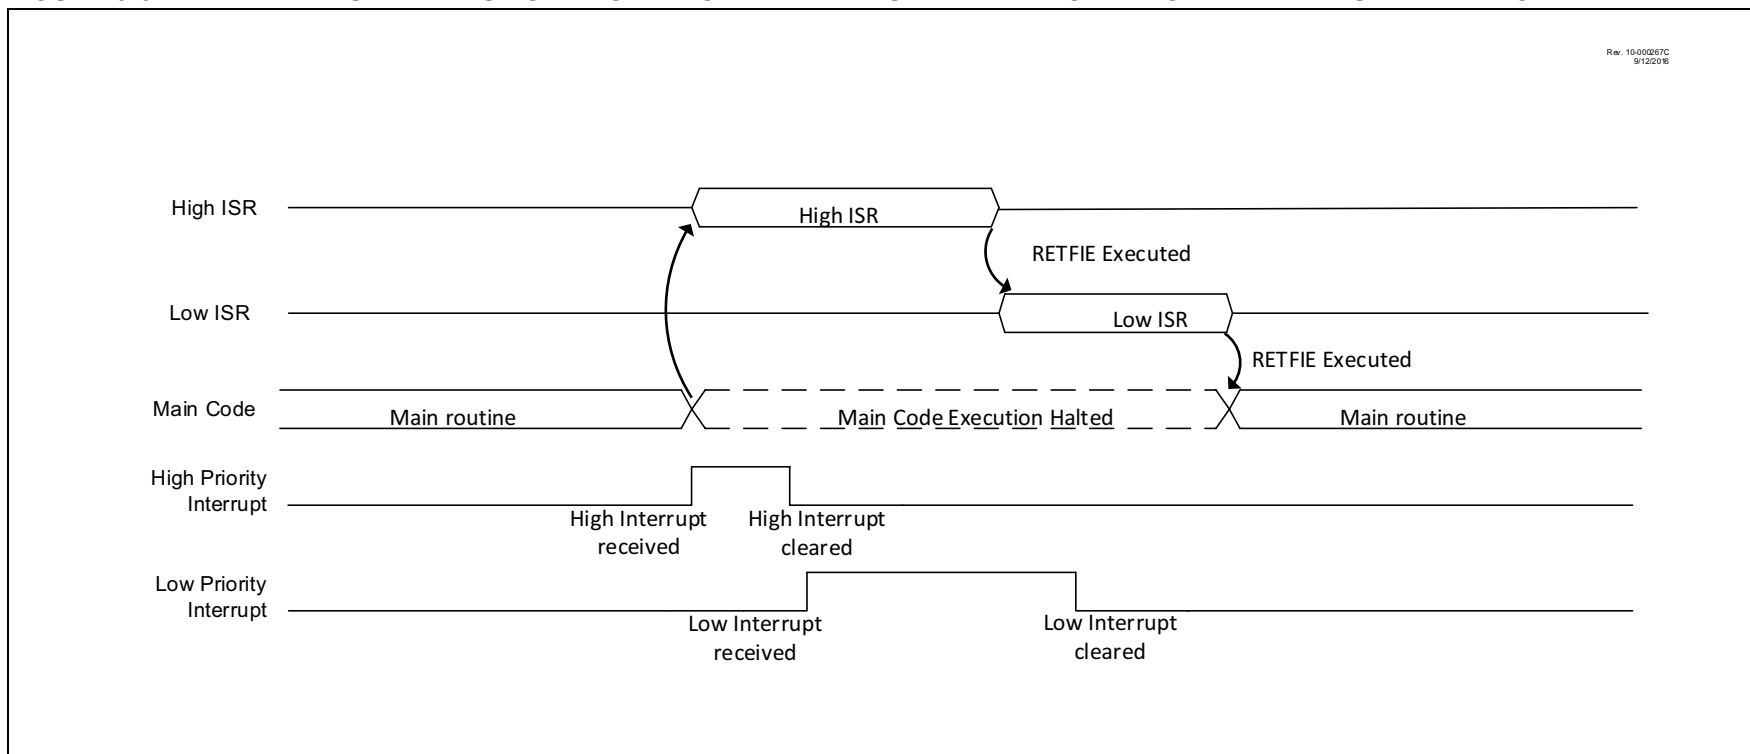 Rev. 10-000267C
9/12/2016
High ISR
High ISR
RETFIE Executed
Low ISR
Low ISR
RETFIE Executed
Main Code
Main routine
Main Code Execution Halted
Main routine
High Priority
Interrupt
High Interrupt
received
High Interrupt
cleared
Low Priority
Interrupt
Low Interrupt
received
Low Interrupt
cleared